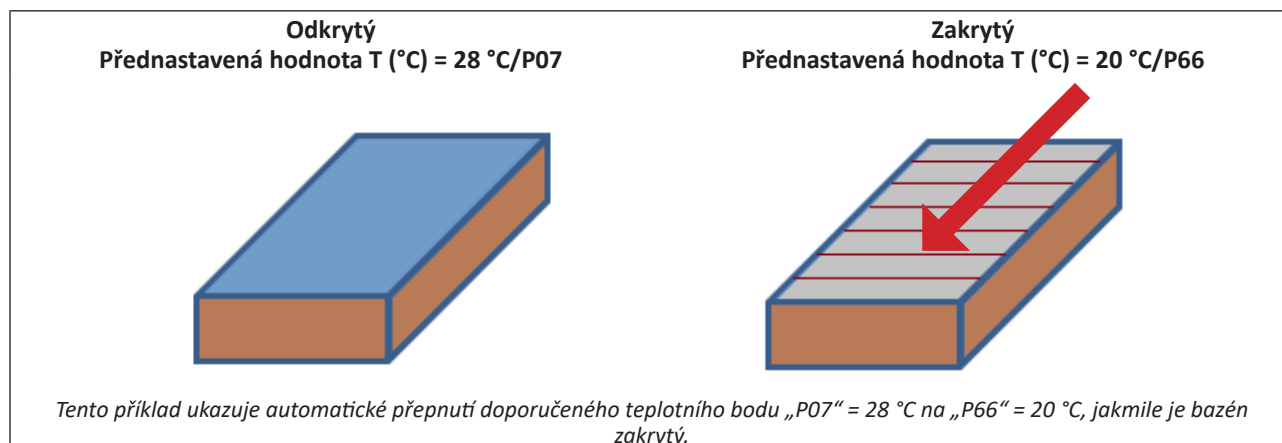 Odkrytý
Přednastavená hodnota T (°C) = 28 °C/P07
Zakrytý
Přednastavená hodnota T (°C) = 20 °C/P66
Tento příklad ukazuje automatické přepnutí doporučeného teplotního bodu „P07“ = 28 °C na „P66“ = 20 °C, jakmile je bazén
zakrytý.